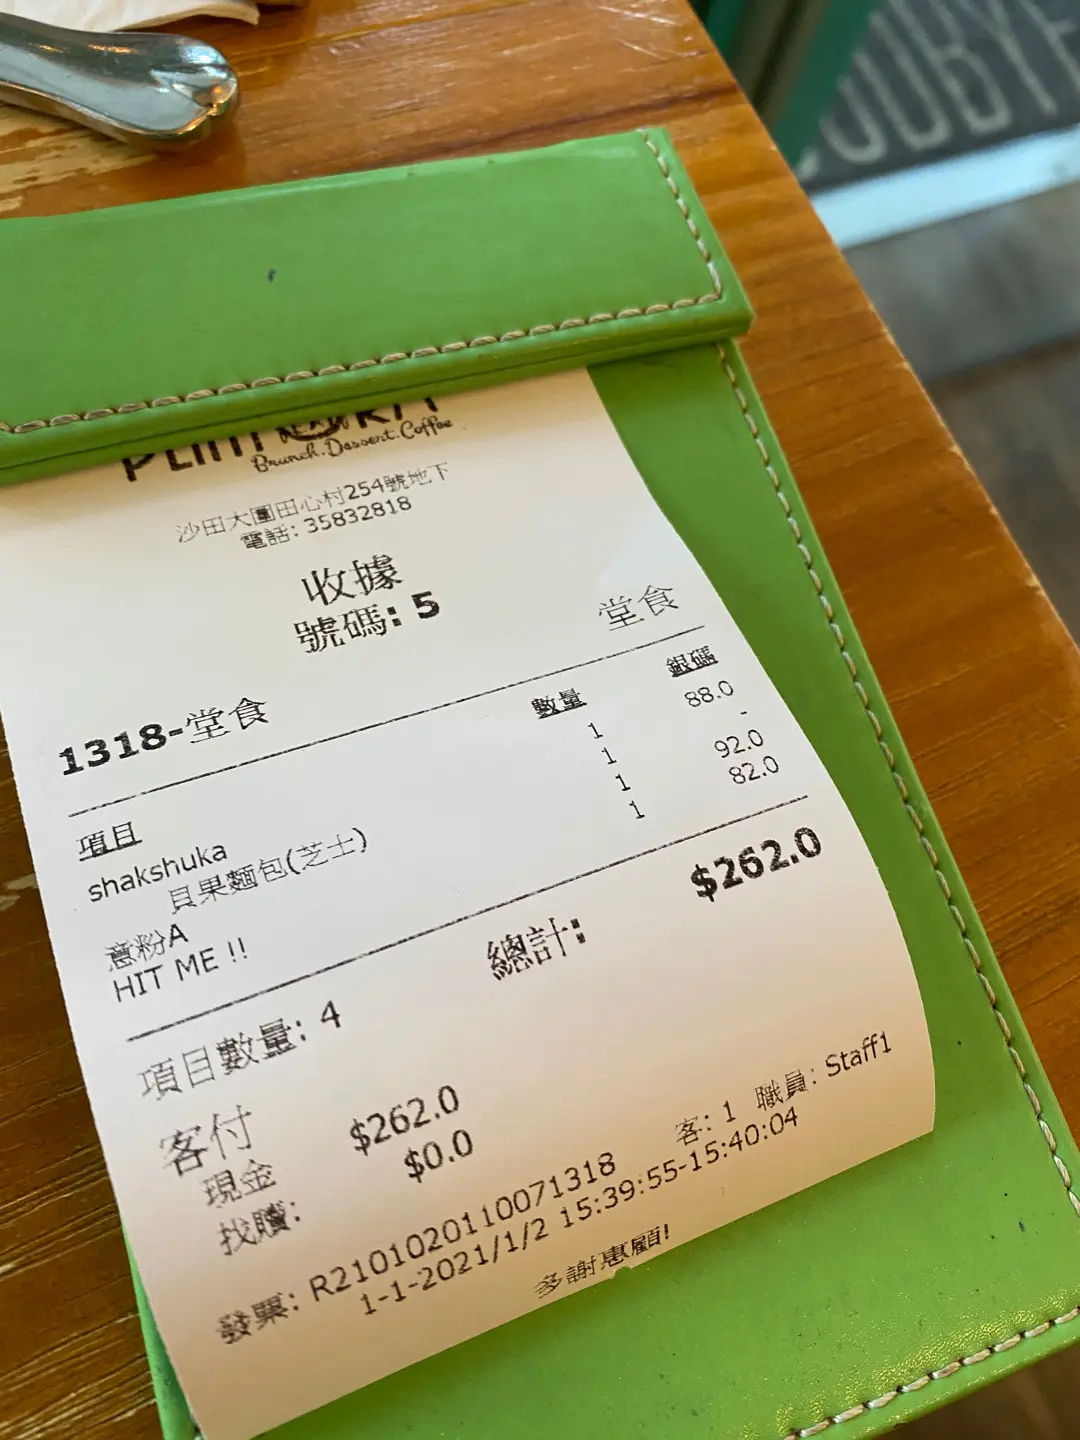 Brunch.Dessert.Coffee
沙田大圍田心村254號地下
電話: 35832818
收據
號碼: 5
堂食
1318-堂食
項目 數量 銀碼
shakshuka 1 88.0
貝果麵包(芝士) 1 -
意粉A 1 92.0
HIT ME !! 1 82.0
總計: $262.0
項目數量: 4
客付
現金 $262.0
找贖: $0.0
客: 1 職員: Staff1
發票: R2101020110071318
1-1-2021/1/2 15:39:55-15:40:04
多謝惠顧!